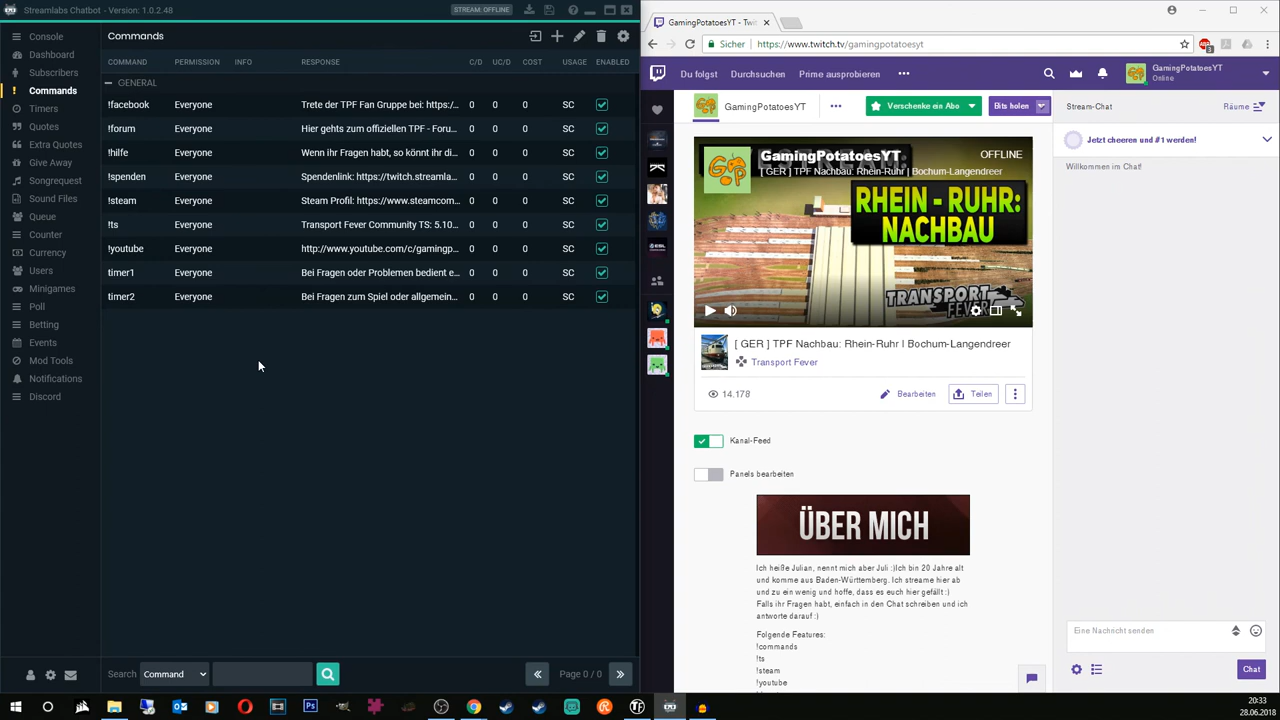 Streamlabs Chatbot - Version: 1.0.2.48
STREAM: OFFLINE
Console
Dashboard
Subscribers
Commands
Timers
Quotes
Extra Quotes
Give Away
Songrequest
Sound Files
Queue
Counter
Currency
Users
Minigames
Poll
Betting
Events
Mod Tools
Notifications
Discord
Commands
COMMAND PERMISSION INFO RESPONSE C/D UC/D COST USAGE ENABLED
GENERAL
!facebook Everyone Trete der TPF Fan Gruppe bei: https:/... 0 0 0 SC
!forum Everyone Hier gehts zum offiziellen TPF - Foru... 0 0 0 SC
!hilfe Everyone Wenn ihr Fragen habt, so könnt ihr di... 0 0 0 SC
!spenden Everyone Spendenlink: https://streamlabs.com/...
!steam Everyone Steam Profil: https://www.steamcom... 0 0 0 SC
!ts Everyone Transport Fever Community TS: 5.10... 0 0 0 SC
!youtube Everyone http://www.youtube.com/c/gamingp... 0 0 0 SC
timer1 Everyone Bei Fragen oder Problemen bedient e... 0 0 0 SC
timer2 Everyone Bei Fragen zum Spiel oder allgemein... 0 0 0 SC
Search Command
Page 0 / 0
GamingPotatoesYT - Twi
Sicher https://www.twitch.tv/gamingpotatoesyt
3
Du folgst Durchsuchen Prime ausprobieren
GamingPotatoesYT
Online
GamingPotatoesYT
Verschenke ein Abo
Bits holen
GamingPotatoesYT
OFFLINE
[ GER ] TPF Nachbau: Rhein-Ruhr | Bochum-Langendreer
RHEIN - RUHR:
NACHBAU
TRANSPORT
FEVER
[ GER ] TPF Nachbau: Rhein-Ruhr I Bochum-Langendreer
Transport Fever
14.178
Bearbeiten
Teilen
Kanal-Feed
Panels bearbeiten
ÜBER MICH
Ich heiße Julian, nennt mich aber Juli :)Ich bin 20 Jahre alt
und komme aus Baden-Württemberg. Ich streame hier ab
und zu ein wenig und hoffe, dass es euch hier gefällt :)
Falls ihr Fragen habt, einfach in den Chat schreiben und ich
antworte darauf :)
Folgende Features:
!commands
!ts
!steam
!youtube
Stream-Chat
Räume
Jetzt cheeren und #1 werden!
Willkommen im Chat!
Eine Nachricht senden
Chat
20:33
28.06.2018